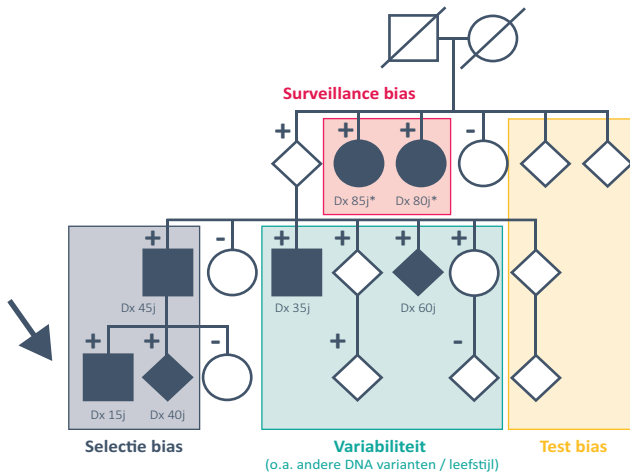 Surveillance bias
+ + + -
Dx 85j* Dx 80j*
+ - + + + +
Dx 45j Dx 35j Dx 60j
+ + - + -
Dx 15j Dx 40j
Selectie bias Variabiliteit Test bias
(o.a. andere DNA varianten / leefstijl)